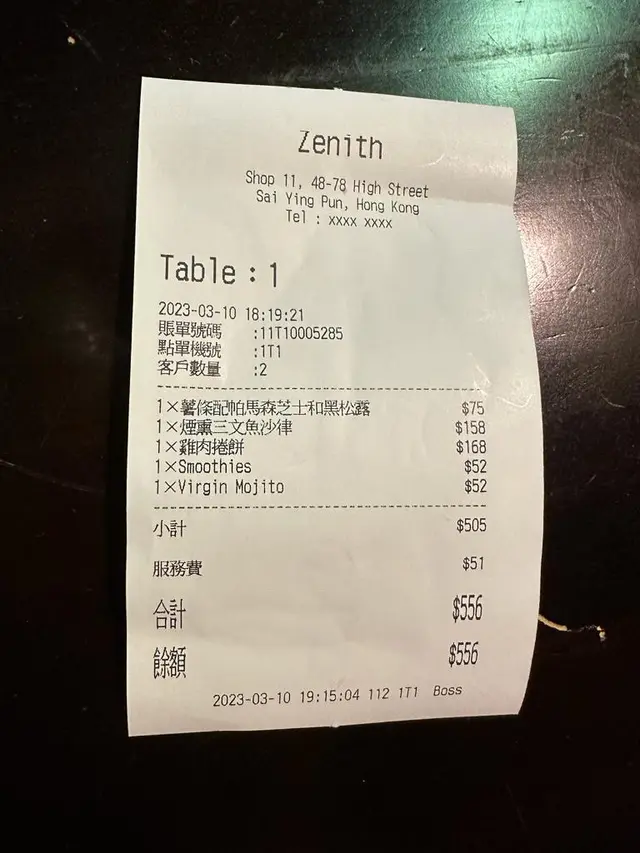 Zenith
Shop 11, 48-78 High Street
Sai Ying Pun, Hong Kong
Tel : xxxx xxxx
Table : 1
2023-03-10 18:19:21
賬單號碼 :11T10005285
點單機號 :1T1
客戶數量 :2
1×薯條配帕馬森芝士和黑松露 $75
1×煙熏三文魚沙律 $158
1×雞肉捲餅 $168
1×Smoothies $52
1×Virgin Mojito $52
小計 $505
服務費 $51
合計 $556
餘額 $556
2023-03-10 19:15:04 112 1T1 Boss